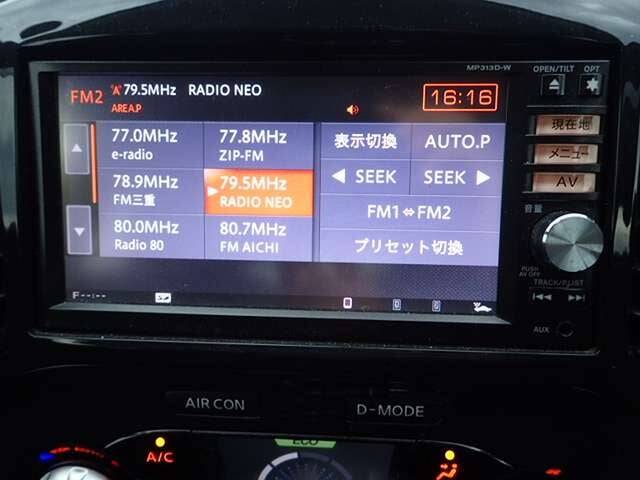 MP313D-W
OPEN/TILT OPT
FM2 79.5MHz RADIO NEO
AREA.P
16:16
77.0MHz
e-radio
77.8MHz
ZIP-FM
78.9MHz
FM三重
79.5MHz
RADIO NEO
80.0MHz
Radio 80
80.7MHz
FM AICHI
表示切換 AUTO.P
◀ SEEK SEEK ▶
FM1⇔FM2
プリセット切換
F--:--
現在地
メニュー
AV
音量
PUSH
AV OFF
TRACK/P.LIST
AUX
AIR CON
D-MODE
ECO
A/C